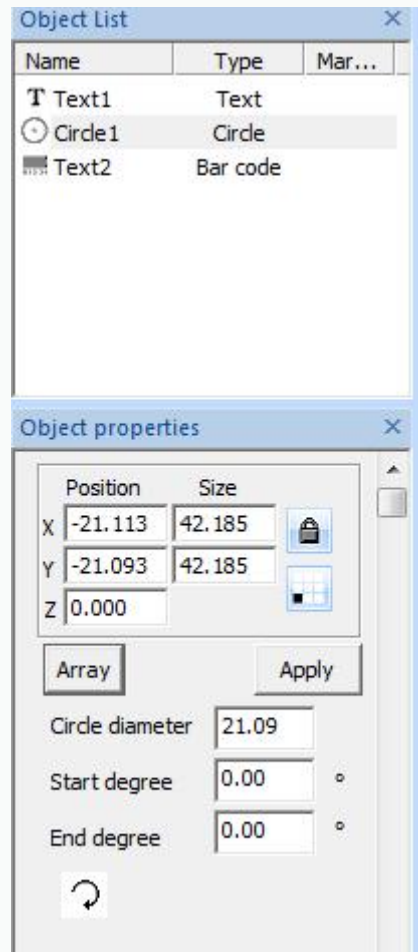 Object List
Name Type Mar...
T Text1 Text
Circle1 Circle
Text2 Bar code
Object properties
Position Size
X -21.113 42.185
Y -21.093 42.185
Z 0.000
Array Apply
Circle diameter 21.09
Start degree 0.00 °
End degree 0.00 °